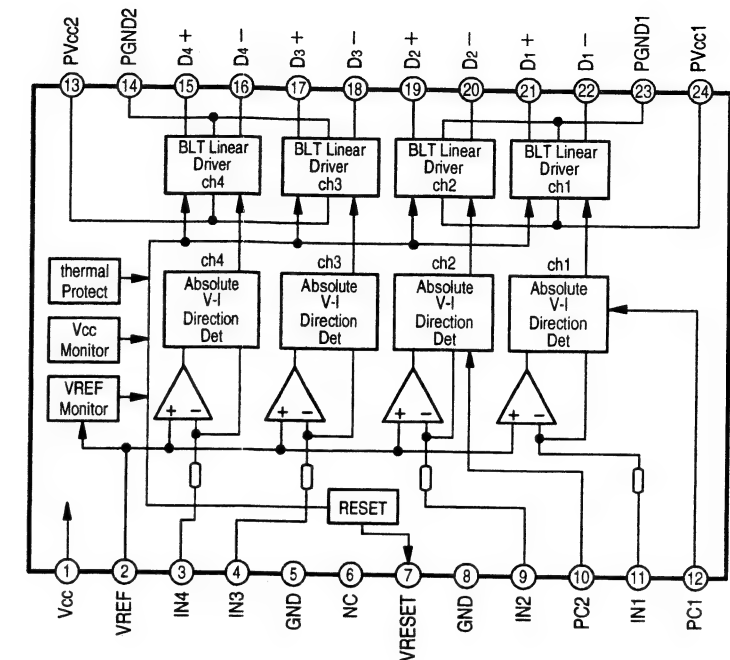 PVcc2
PGND2
D4 +
D4 −
D3 +
D3 −
D2 +
D2 −
D1 +
D1 −
PGND1
PVcc1
13
14
15
16
17
18
19
20
21
22
23
24
BLT Linear
Driver
ch4
BLT Linear
Driver
ch3
BLT Linear
Driver
ch2
BLT Linear
Driver
ch1
thermal
Protect
Vcc
Monitor
VREF
Monitor
ch4
Absolute
V-I
Direction
Det
ch3
Absolute
V-I
Direction
Det
ch2
Absolute
V-I
Direction
Det
ch1
Absolute
V-I
Direction
Det
+ −
+ −
+ −
+ −
RESET
1
2
3
4
5
6
7
8
9
10
11
12
Vcc
VREF
IN4
IN3
GND
NC
VRESET
GND
IN2
PC2
IN1
PC1